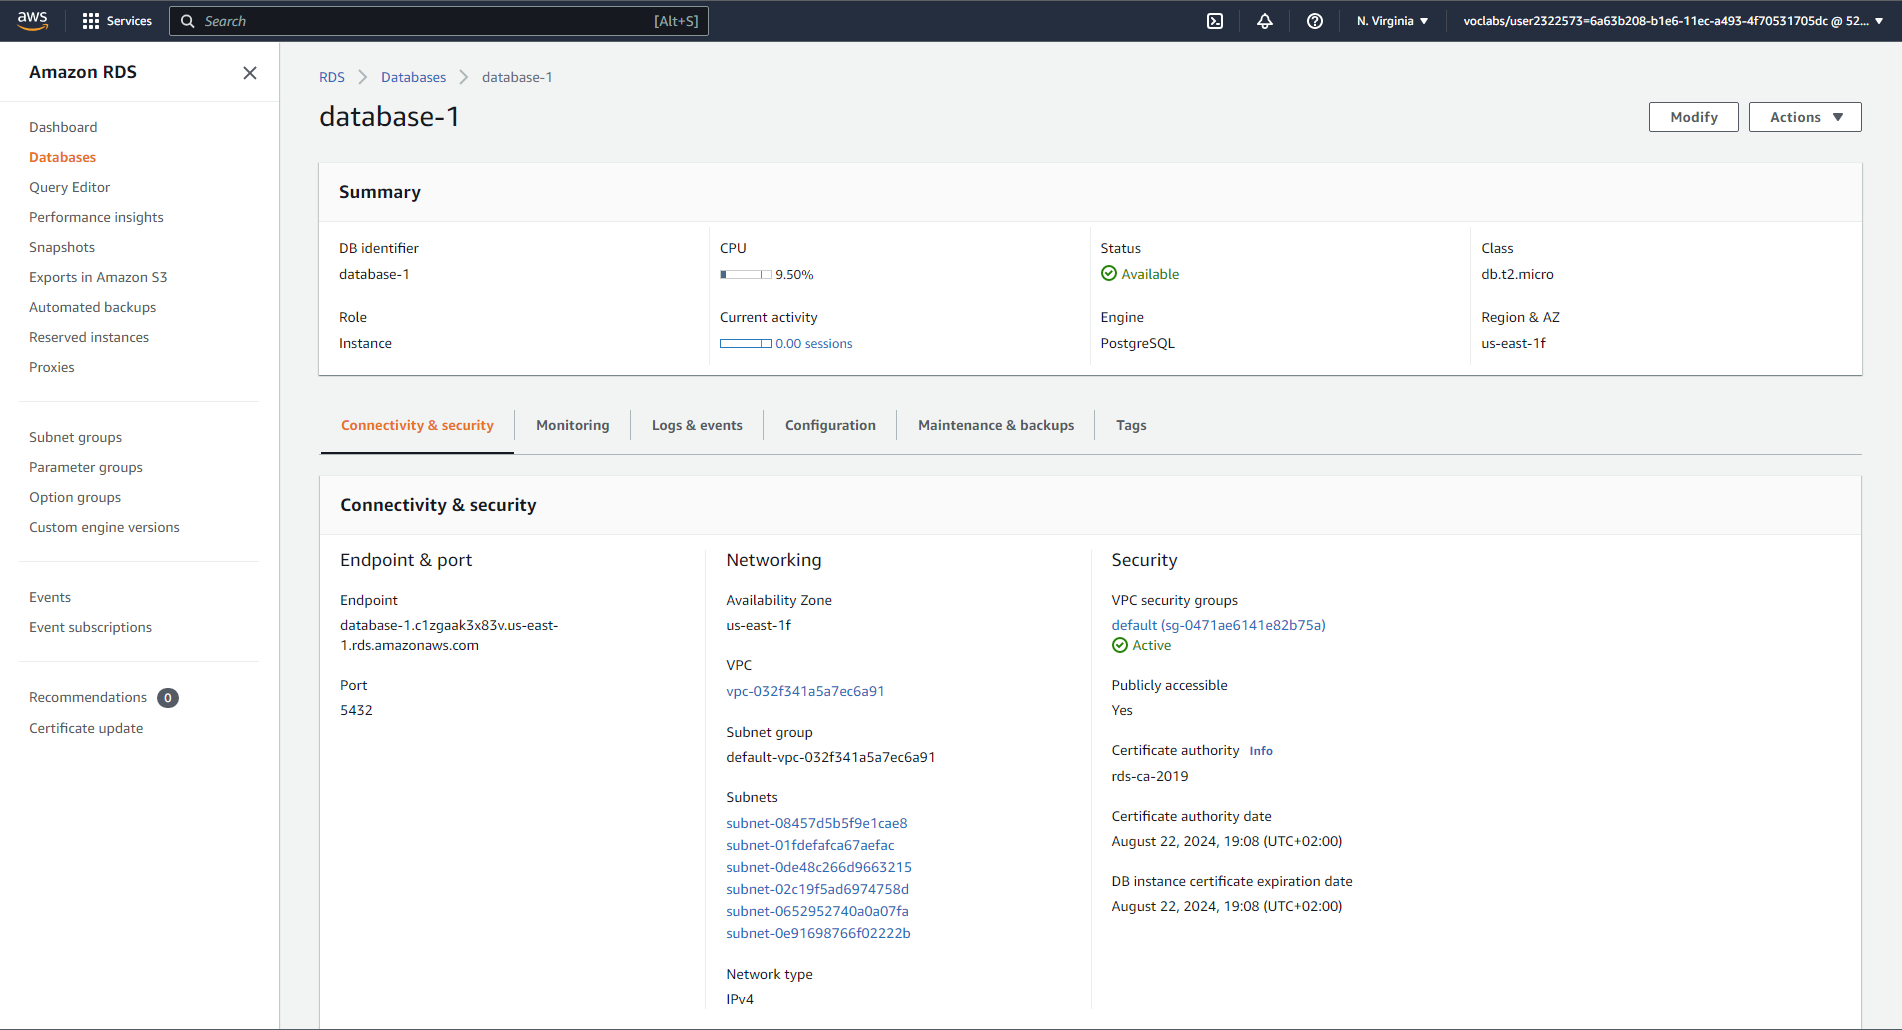 aws
Services
Search
[Alt+S]
N. Virginia
voclabs/user2322573=6a63b208-b1e6-11ec-a493-4f70531705dc @ 52...
Amazon RDS
Dashboard
Databases
Query Editor
Performance insights
Snapshots
Exports in Amazon S3
Automated backups
Reserved instances
Proxies
Subnet groups
Parameter groups
Option groups
Custom engine versions
Events
Event subscriptions
Recommendations 0
Certificate update
RDS > Databases > database-1
database-1
Modify
Actions
Summary
DB identifier
database-1
CPU
9.50%
Status
Available
Class
db.t2.micro
Role
Instance
Current activity
0.00 sessions
Engine
PostgreSQL
Region & AZ
us-east-1f
Connectivity & security
Monitoring
Logs & events
Configuration
Maintenance & backups
Tags
Connectivity & security
Endpoint & port
Endpoint
database-1.c1zgaak3x83v.us-east-
1.rds.amazonaws.com
Port
5432
Networking
Availability Zone
us-east-1f
VPC
vpc-032f341a5a7ec6a91
Subnet group
default-vpc-032f341a5a7ec6a91
Subnets
subnet-08457d5b5f9e1cae8
subnet-01fdefafca67aefac
subnet-0de48c266d9663215
subnet-02c19f5ad6974758d
subnet-0652952740a0a07fa
subnet-0e91698766f02222b
Network type
IPv4
Security
VPC security groups
default (sg-0471ae6141e82b75a)
Active
Publicly accessible
Yes
Certificate authority Info
rds-ca-2019
Certificate authority date
August 22, 2024, 19:08 (UTC+02:00)
DB instance certificate expiration date
August 22, 2024, 19:08 (UTC+02:00)